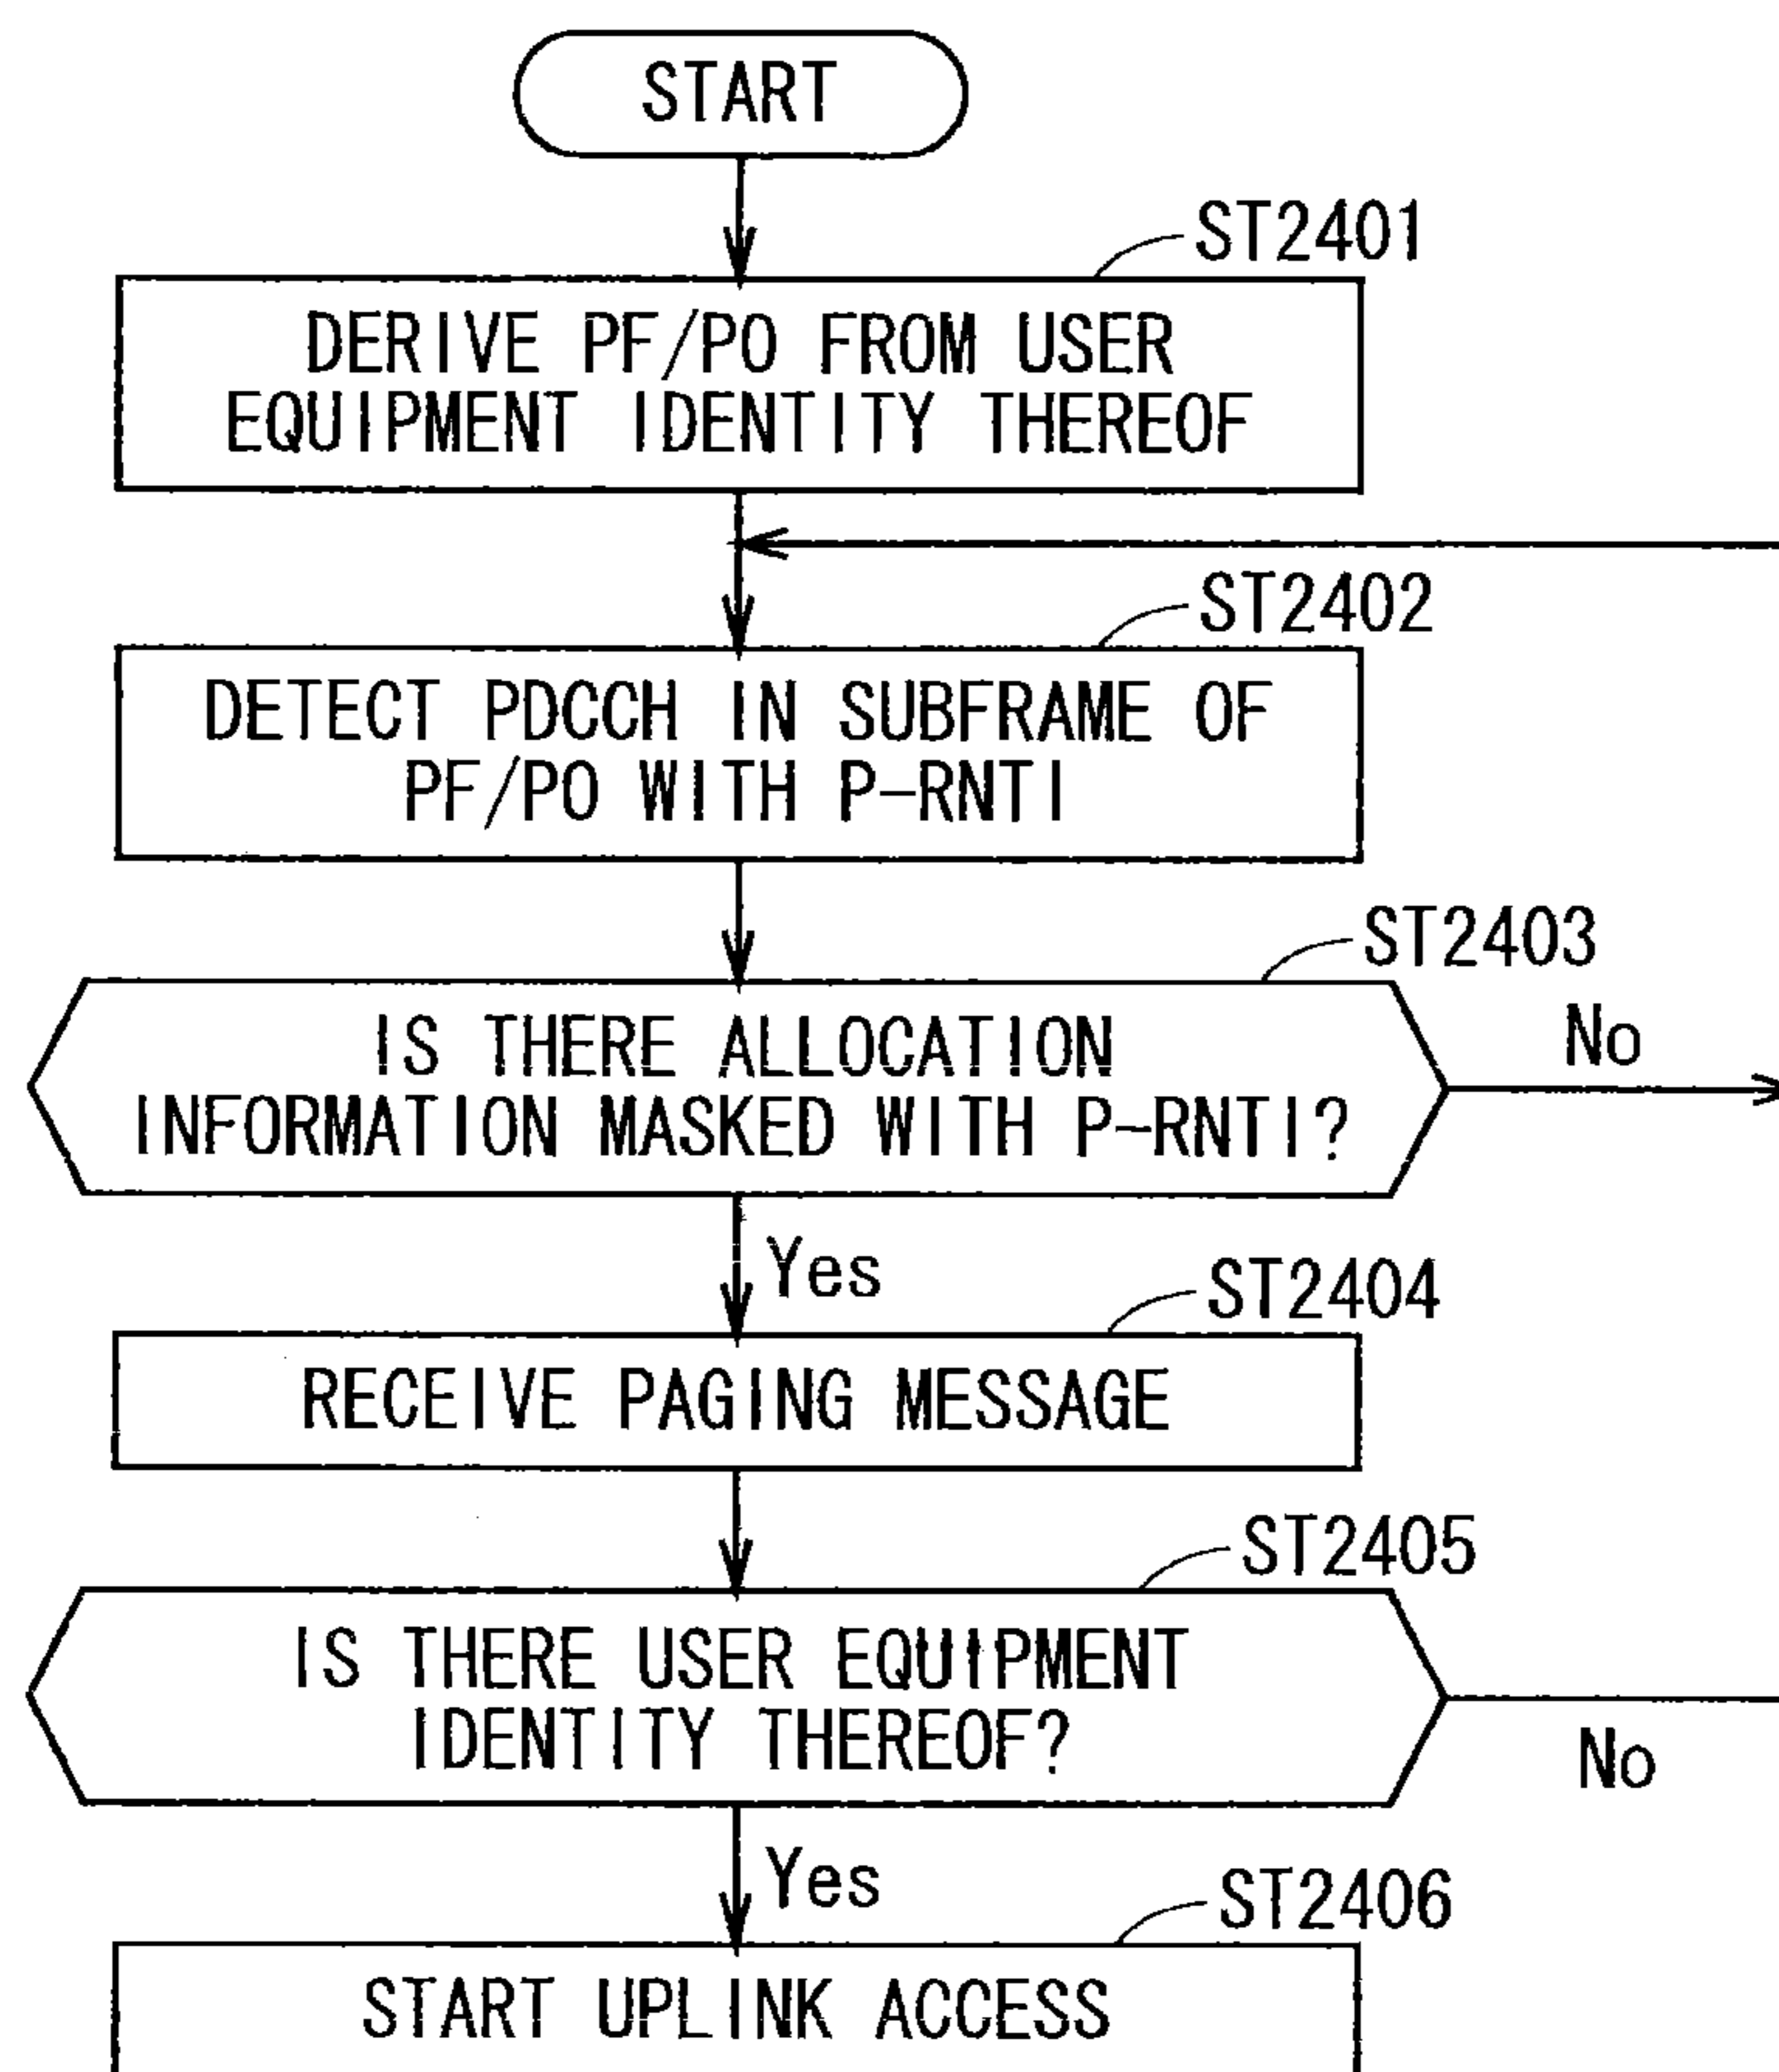 START
ST2401
DERIVE PF/PO FROM USER
EQUIPMENT IDENTITY THEREOF
ST2402
DETECT PDCCH IN SUBFRAME OF
PF/PO WITH P-RNTI
ST2403
IS THERE ALLOCATION
INFORMATION MASKED WITH P-RNTI?
No
Yes
ST2404
RECEIVE PAGING MESSAGE
ST2405
IS THERE USER EQUIPMENT
IDENTITY THEREOF?
No
Yes
ST2406
START UPLINK ACCESS